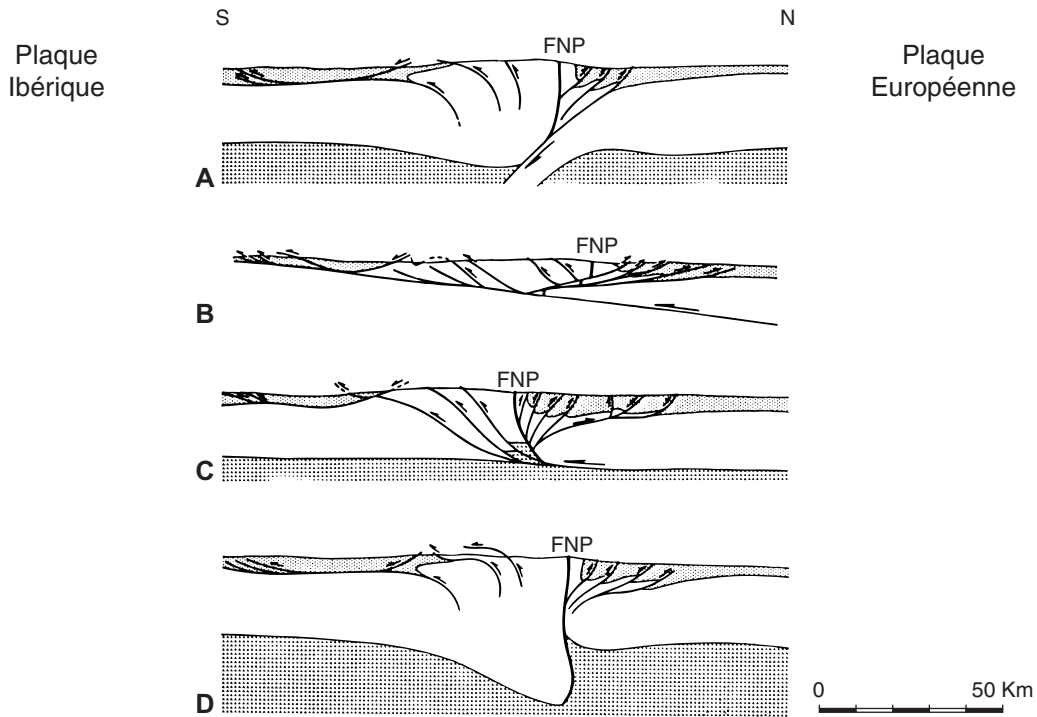 S
N
Plaque
Ibérique
Plaque
Européenne
FNP
A
FNP
B
FNP
C
FNP
D
0
50 Km